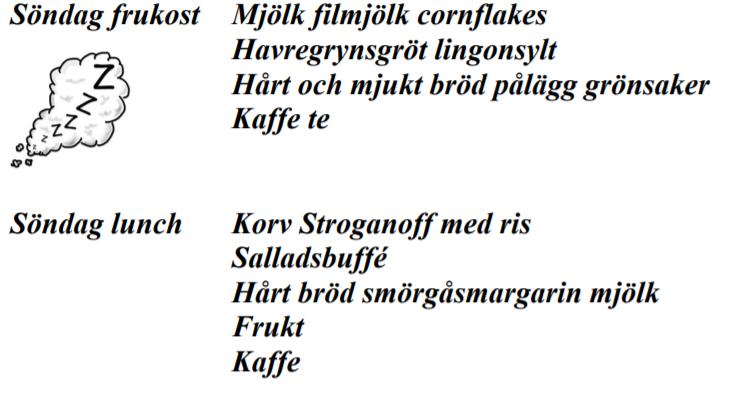 Söndag frukost Mjölk filmjölk cornflakes
Havregrynsgröt lingonsylt
Hårt och mjukt bröd pålägg grönsaker
Kaffe te
Z
Z
Z
Z
z
z
Söndag lunch Korv Stroganoff med ris
Salladsbuffé
Hårt bröd smörgåsmargarin mjölk
Frukt
Kaffe